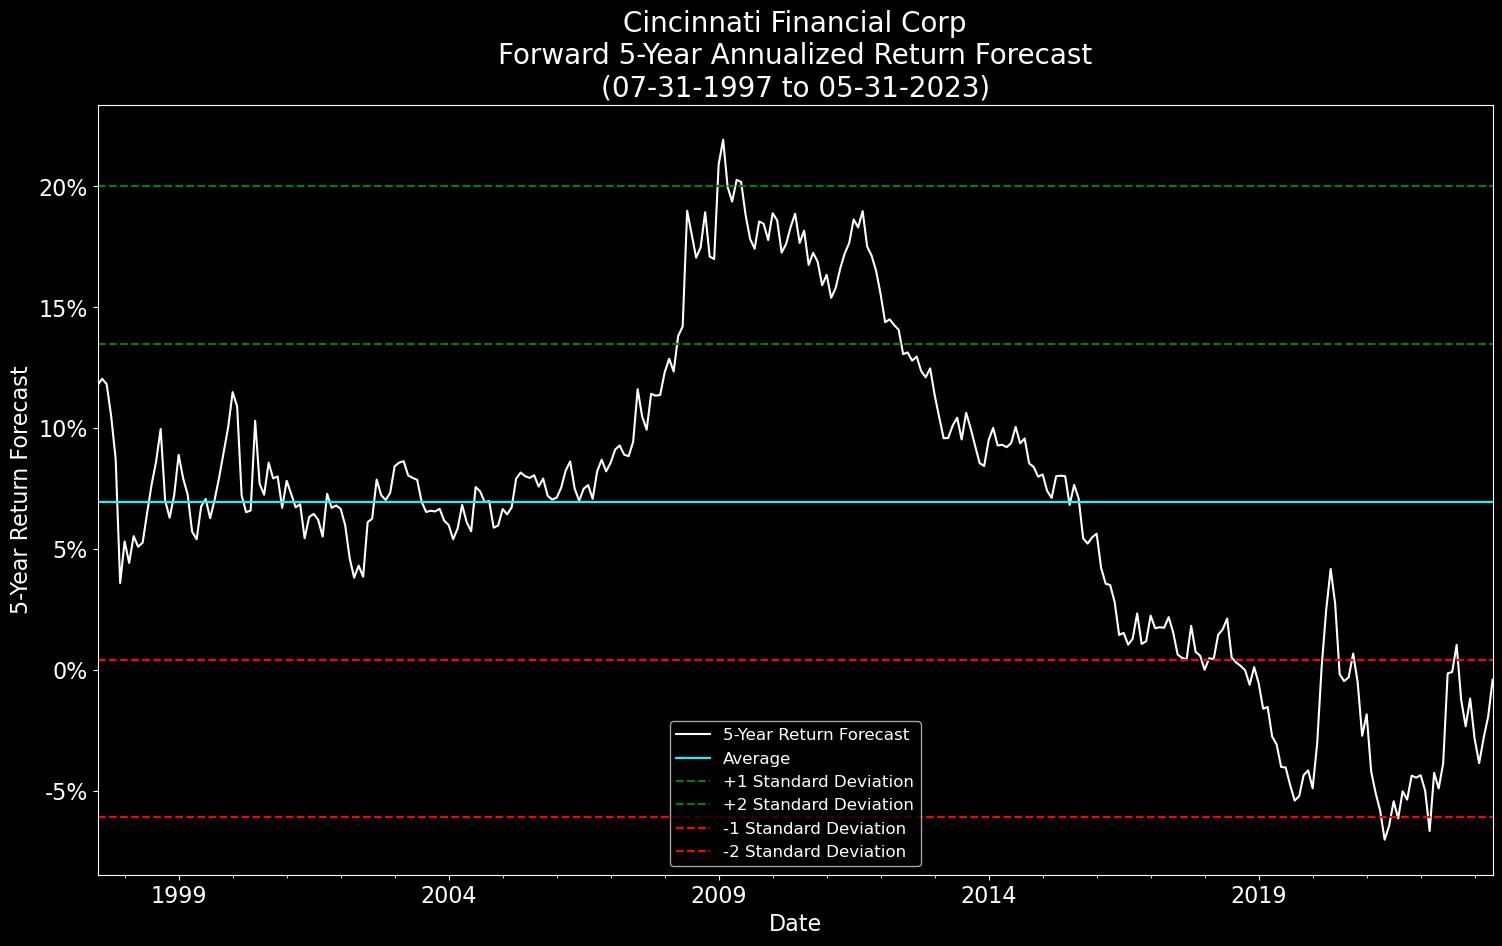 Cincinnati Financial Corp
Forward 5-Year Annualized Return Forecast
(07-31-1997 to 05-31-2023)
5-Year Return Forecast
20%
15%
10%
5%
0%
-5%
5-Year Return Forecast
Average
+1 Standard Deviation
+2 Standard Deviation
-1 Standard Deviation
-2 Standard Deviation
1999
2004
2009
2014
2019
Date